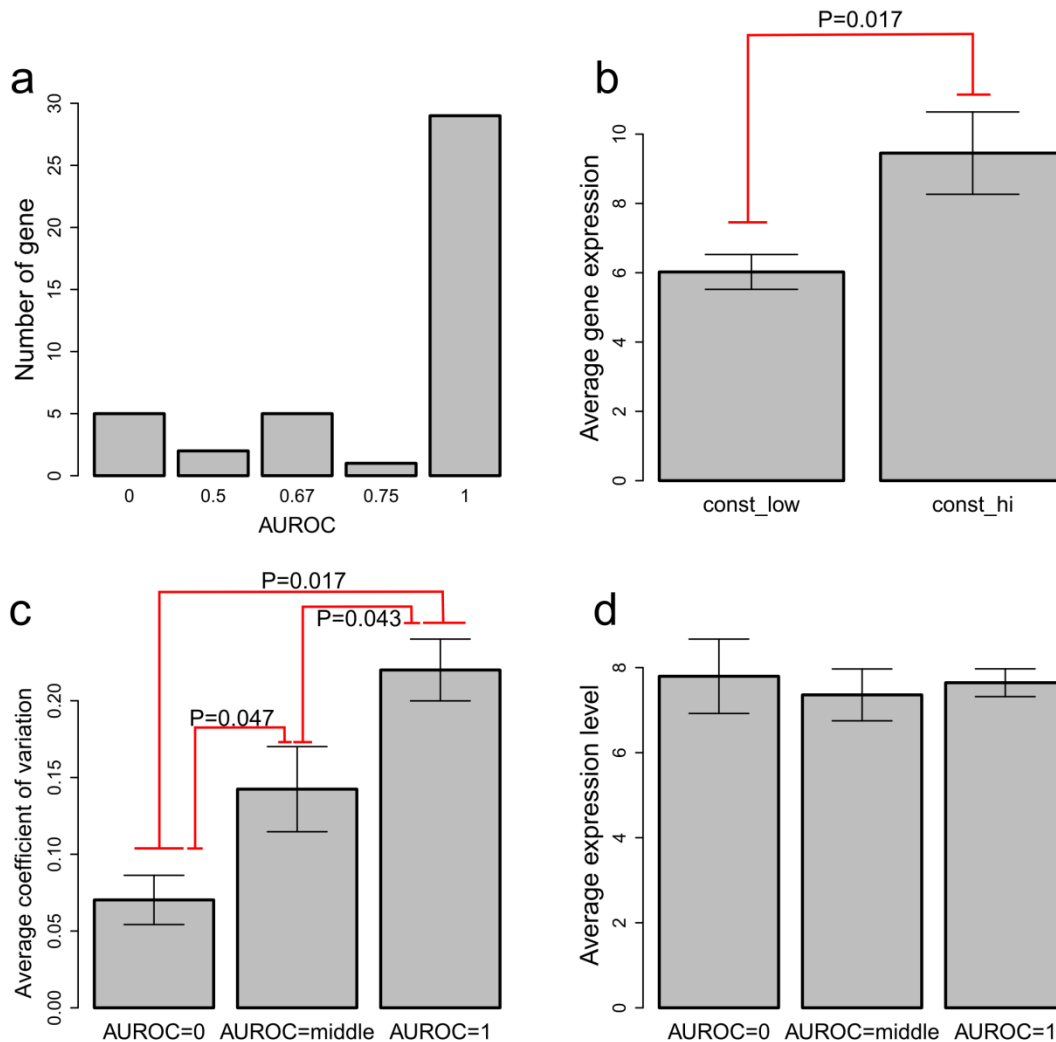 a
Number of gene
30
25
20
15
10
5
0
0 0.5 0.67 0.75 1
AUROC
b
P=0.017
Average gene expression
10
8
6
4
2
0
const_low const_hi
c
P=0.017
P=0.043
P=0.047
Average coefficient of variation
0.20
0.15
0.10
0.05
0.00
AUROC=0 AUROC=middle AUROC=1
d
Average expression level
8
6
4
2
0
AUROC=0 AUROC=middle AUROC=1